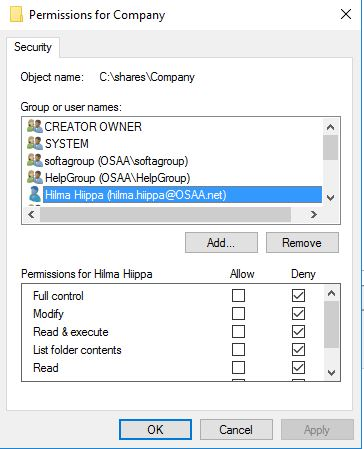 Permissions for Company
Security
Object name: C:\shares\Company
Group or user names:
CREATOR OWNER
SYSTEM
softagroup (OSAA\softagroup)
HelpGroup (OSAA\HelpGroup)
Hilma Hiippa (hilma.hiippa@OSAA.net)
Add... Remove
Permissions for Hilma Hiippa Allow Deny
Full control
Modify
Read & execute
List folder contents
Read
OK Cancel Apply